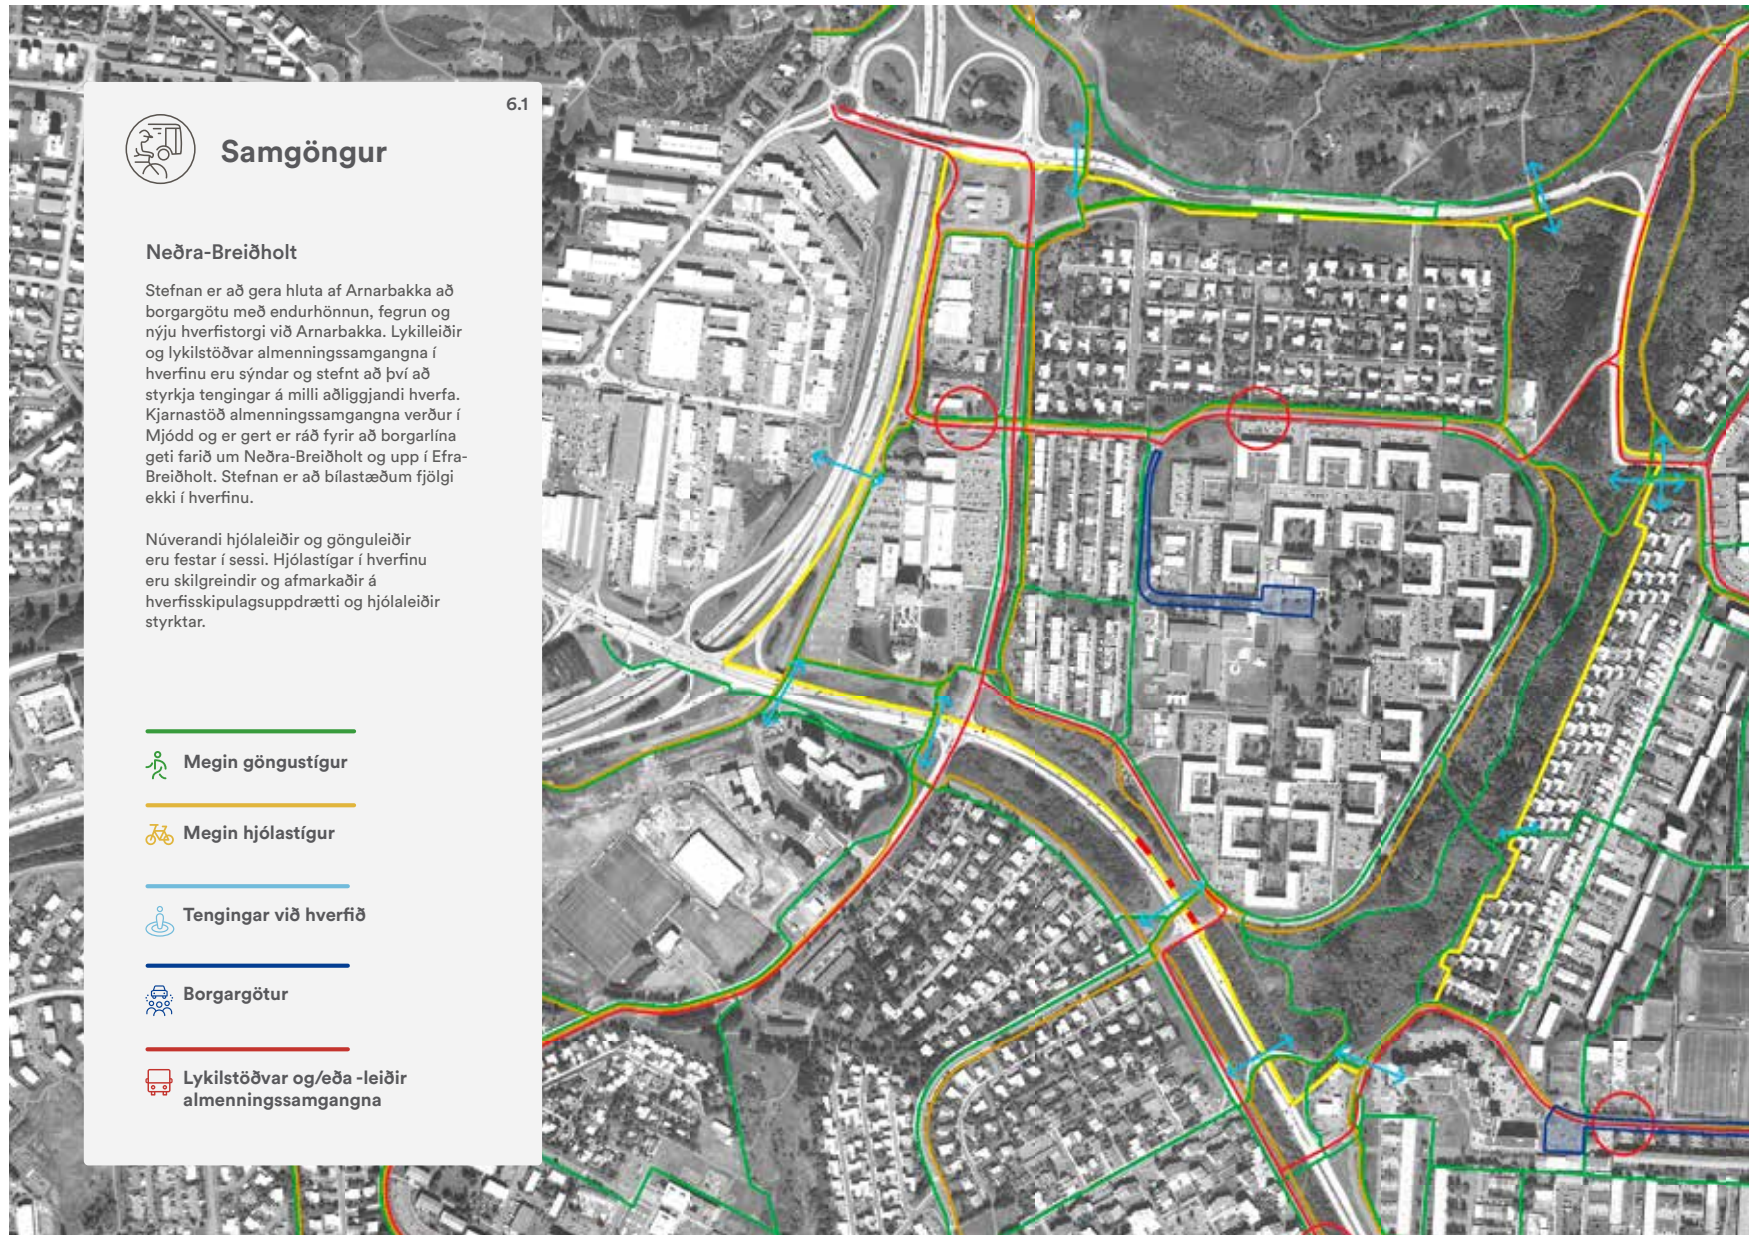 6.1
Samgöngur
Neðra-Breiðholt
Stefnan er að gera hluta af Arnarbakka að
borgargötu með endurhönnun, fegrun og
nýju hverfistorgi við Arnarbakka. Lykilleiðir
og lykilstöðvar almenningssamgangna í
hverfinu eru sýndar og stefnt að því að
styrkja tengingar á milli aðliggjandi hverfa.
Kjarnastöð almenningssamgangna verður í
Mjódd og er gert er ráð fyrir að borgarlína
geti farið um Neðra-Breiðholt og upp í Efra-
Breiðholt. Stefnan er að bílastæðum fjölgi
ekki í hverfinu.
Núverandi hjólaleiðir og gönguleiðir
eru festar í sessi. Hjólastígar í hverfinu
eru skilgreindir og afmarkaðir á
hverfisskipulagsuppdrætti og hjólaleiðir
styrktar.
Megin göngustígur
Megin hjólastígur
Tengingar við hverfið
Borgargötur
Lykilstöðvar og/eða -leiðir
almenningssamgangna